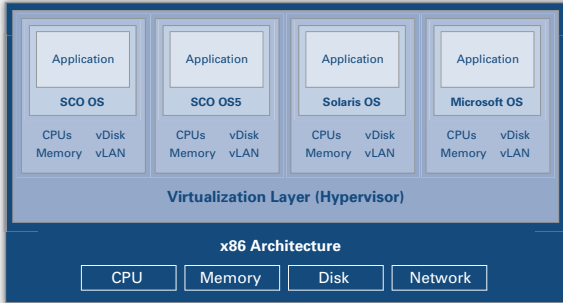 Application Application Application Application
SCO OS SCO OS5 Solaris OS Microsoft OS
CPUs vDisk CPUs vDisk CPUs vDisk CPUs vDisk
Memory vLAN Memory vLAN Memory vLAN Memory vLAN
Virtualization Layer (Hypervisor)
x86 Architecture
CPU Memory Disk Network